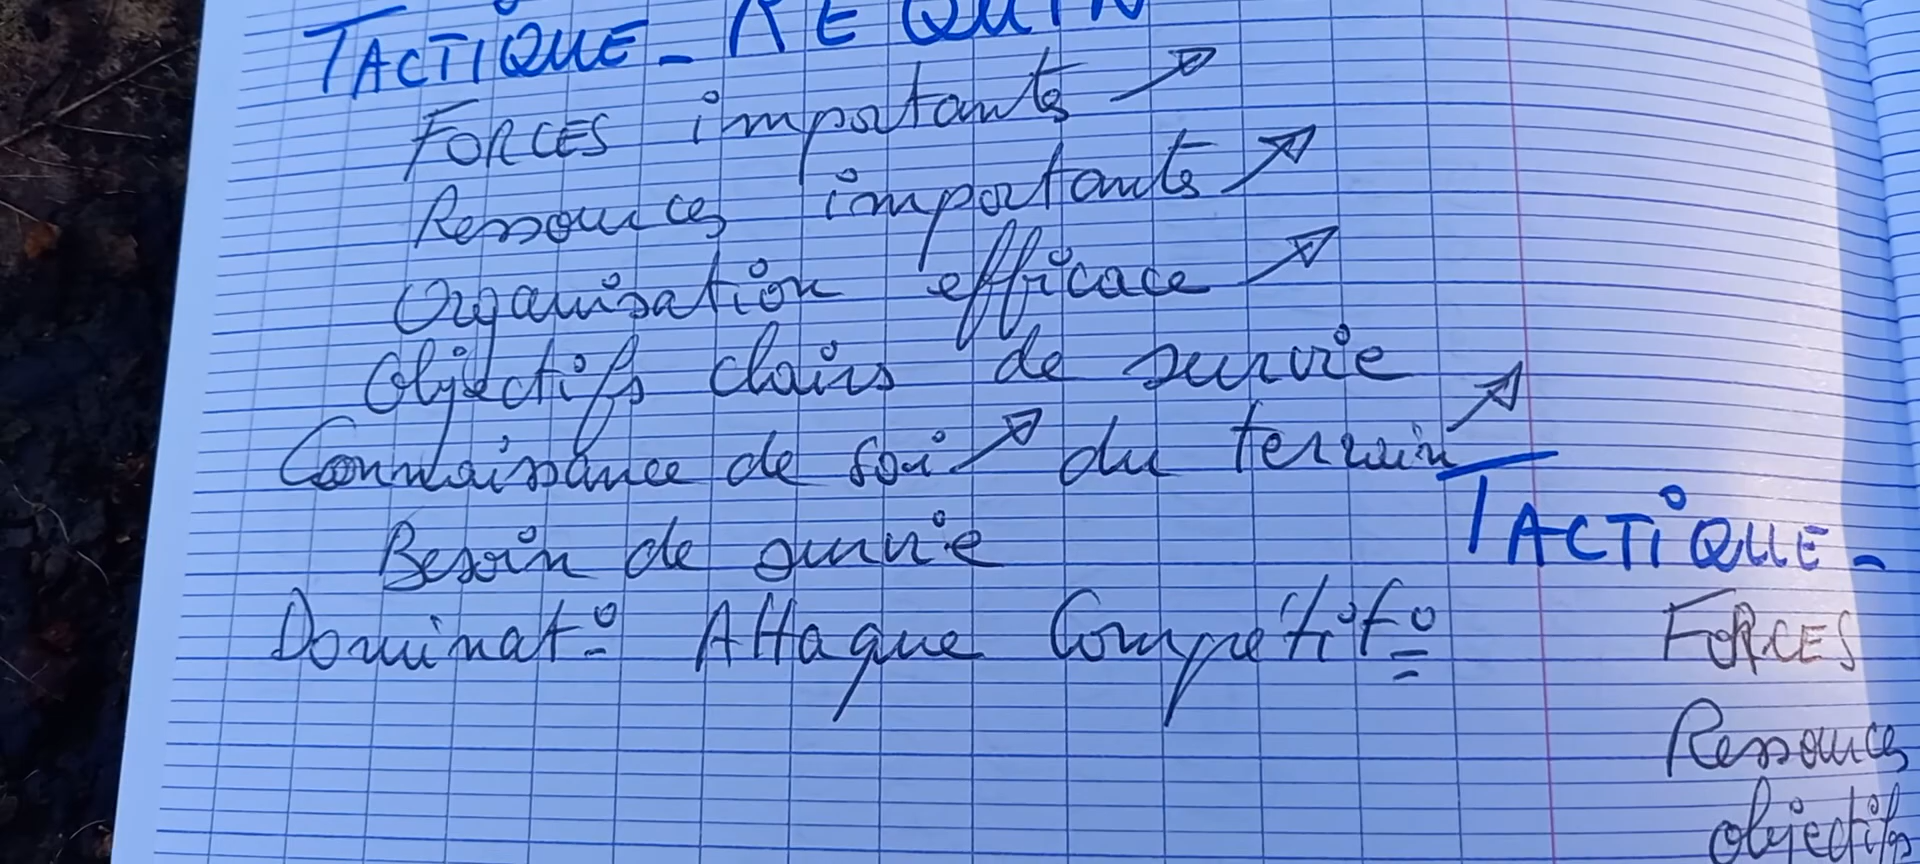 TACTIQUE - REQUIN
FORCES importants ↗
Ressources importants ↗
Organisation efficace ↗
Objectifs clairs de survie
Connaissance de soi ↗ du terrain ↗
Besoin de survie
Dominat° Attaque Compétit°
TACTIQUE -
FORCES
Ressources
objectifs